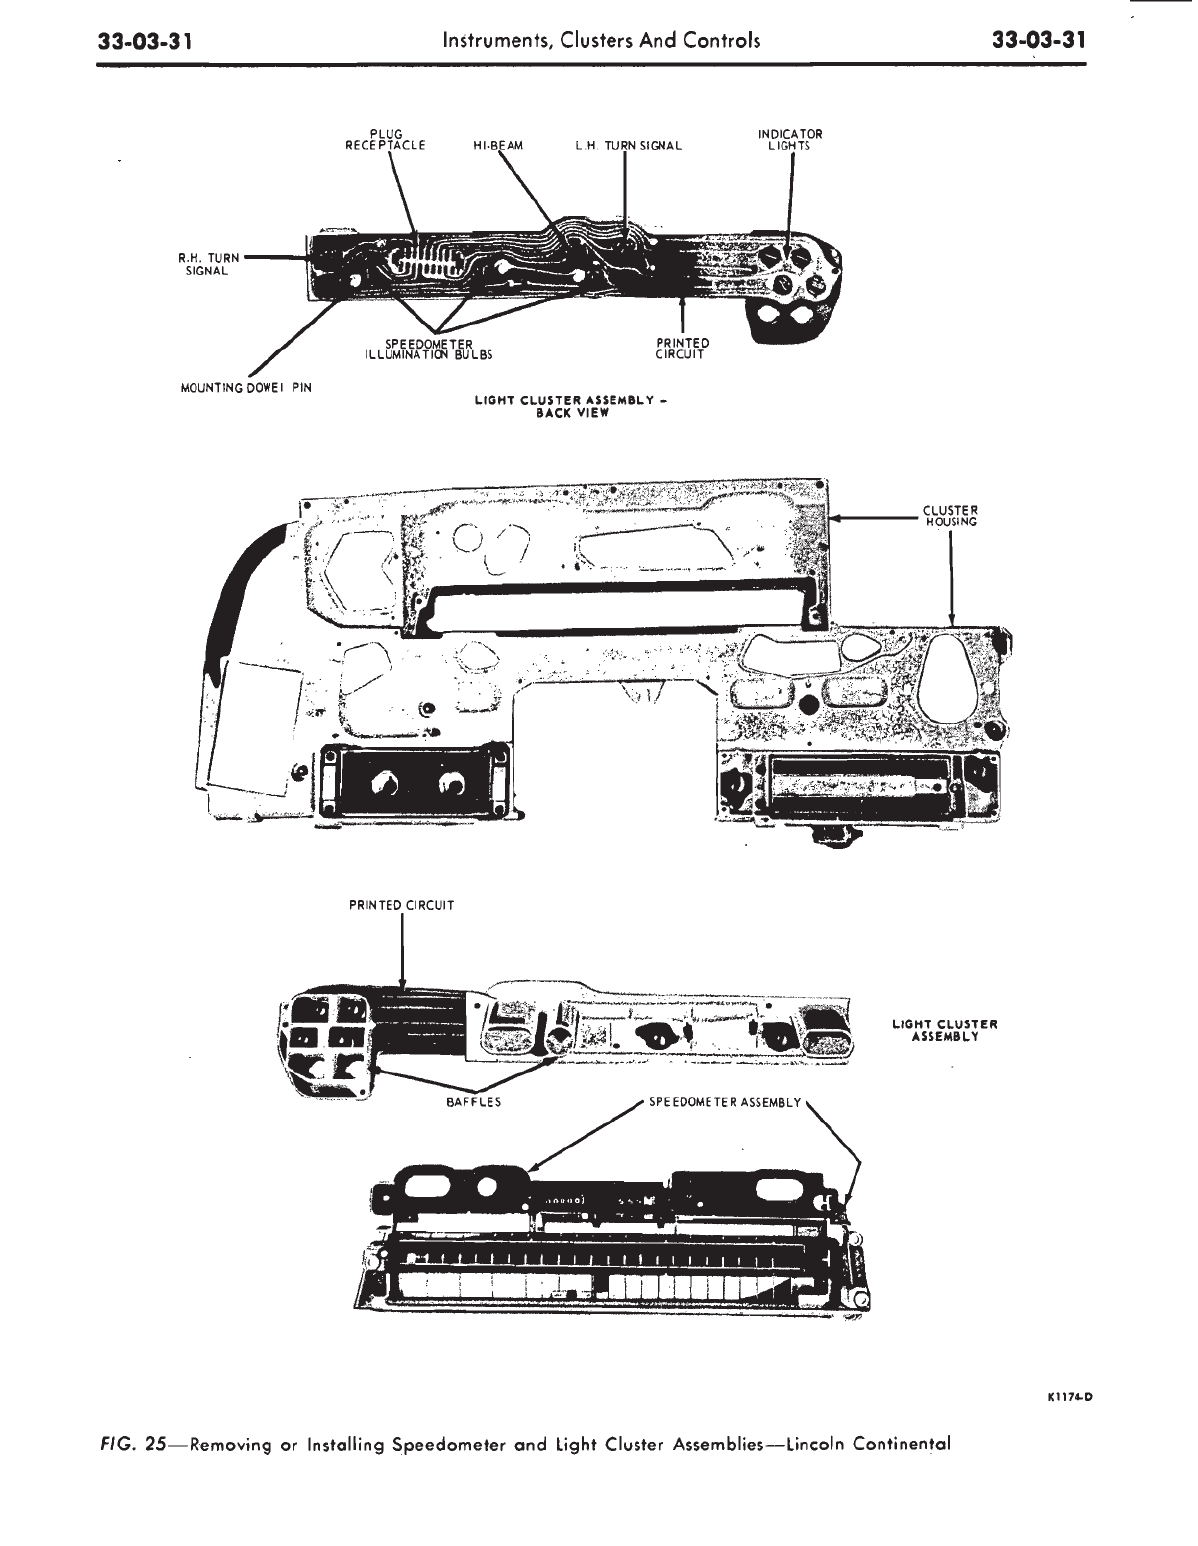 33-03-31 Instruments, Clusters And Controls 33-03-31
PLUG
RECEPTACLE
HI-BEAM
L.H. TURN SIGNAL
INDICATOR
LIGHTS
R.H. TURN
SIGNAL
SPEEDOMETER
ILLUMINATION BULBS
PRINTED
CIRCUIT
MOUNTING DOWEl PIN
LIGHT CLUSTER ASSEMBLY -
BACK VIEW
CLUSTER
HOUSING
PRINTED CIRCUIT
LIGHT CLUSTER
ASSEMBLY
BAFFLES
SPEEDOMETER ASSEMBLY
K1174-D
FIG. 25—Removing or Installing Speedometer and Light Cluster Assemblies—Lincoln Continental